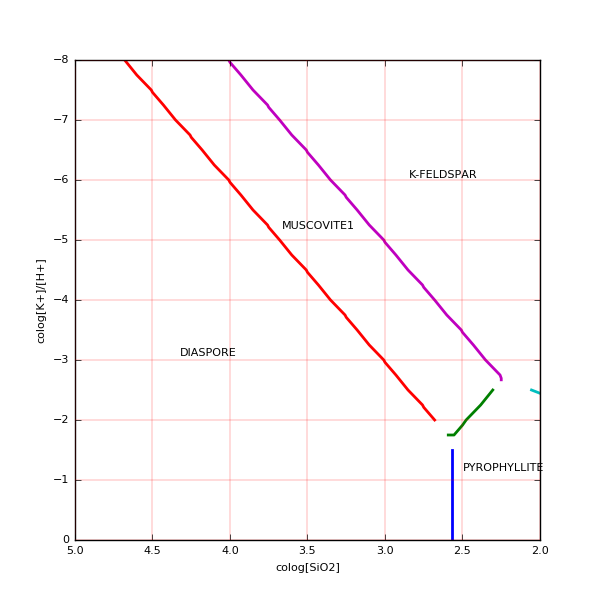 −8
−7
K-FELDSPAR
−6
MUSCOVITE1
−5
colog[K+]/[H+]
−4
DIASPORE
−3
−2
PYROPHYLLITE
−1
0
5.0 4.5 4.0 3.5 3.0 2.5 2.0
colog[SiO2]